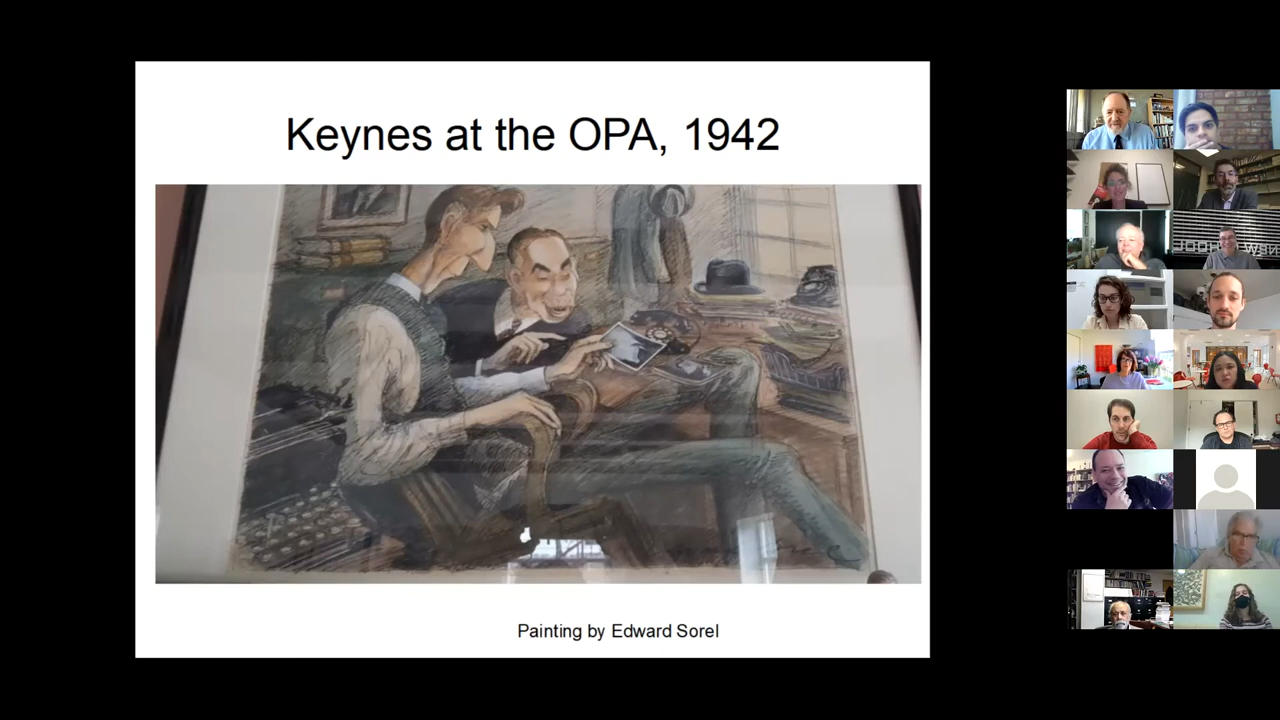 Keynes at the OPA, 1942
Painting by Edward Sorel